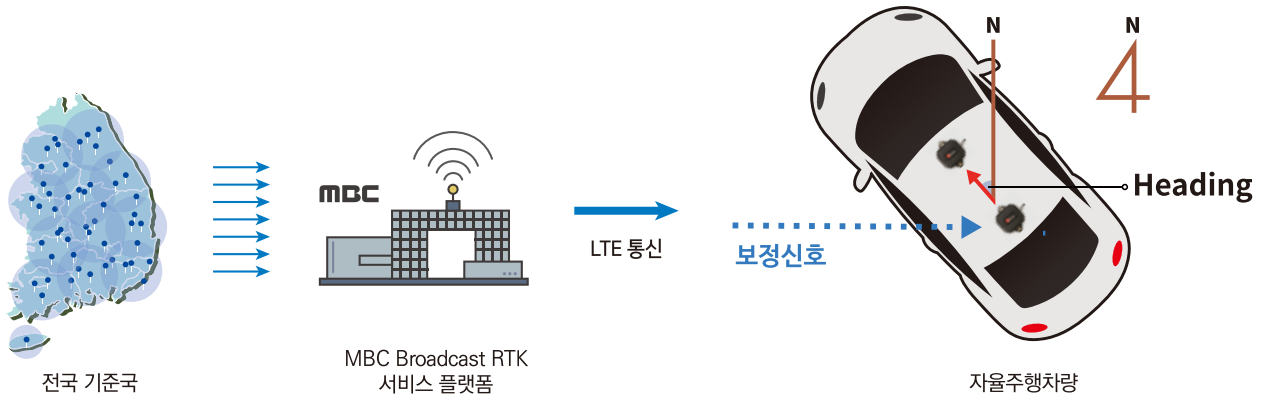 N
N
MBC
Heading
LTE 통신
보정신호
MBC Broadcast RTK
서비스 플랫폼
전국 기준국
자율주행차량